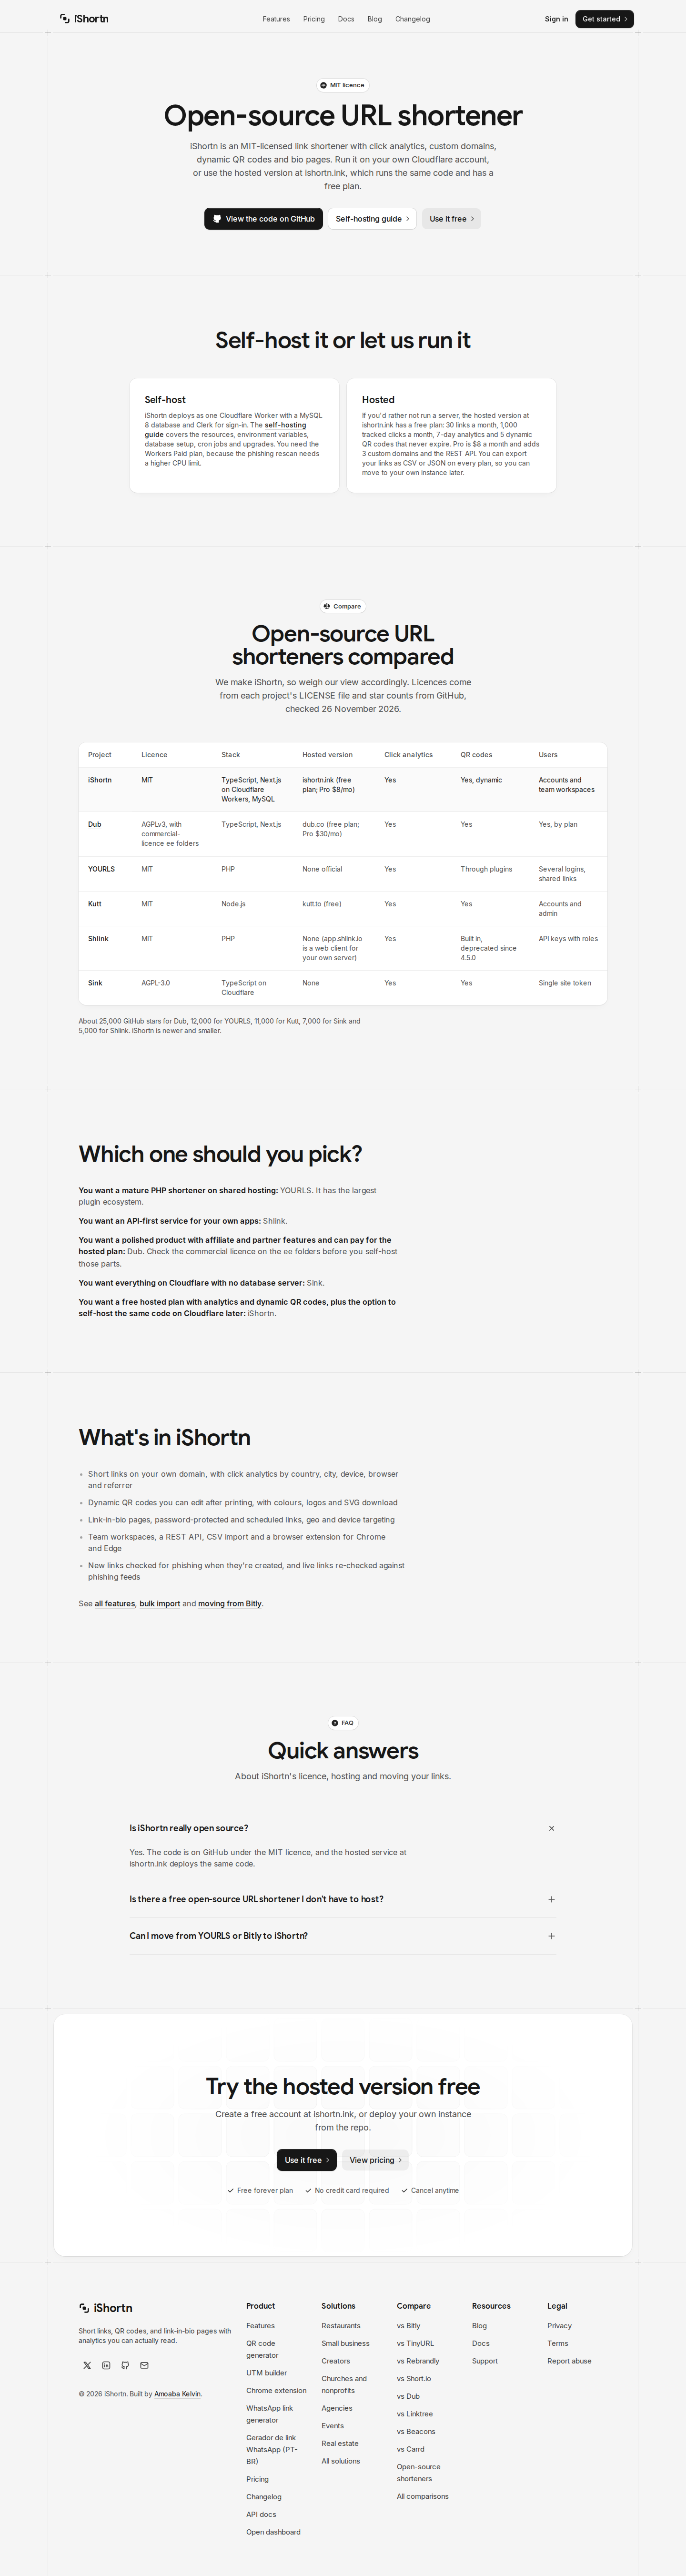 iShortn
Features
Pricing
Docs
Blog
Changelog
Sign in
Get started
MIT licence
Open-source URL shortener
iShortn is an MIT-licensed link shortener with click analytics, custom domains,
dynamic QR codes and bio pages. Run it on your own Cloudflare account,
or use the hosted version at ishortn.ink, which runs the same code and has a
free plan.
View the code on GitHub
Self-hosting guide
Use it free
Self-host it or let us run it
Self-host
iShortn deploys as one Cloudflare Worker with a MySQL
8 database and Clerk for sign-in. The self-hosting
guide covers the resources, environment variables,
database setup, cron jobs and upgrades. You need the
Workers Paid plan, because the phishing rescan needs
a higher CPU limit.
Hosted
If you'd rather not run a server, the hosted version at
ishortn.ink has a free plan: 30 links a month, 1,000
tracked clicks a month, 7-day analytics and 5 dynamic
QR codes that never expire. Pro is $8 a month and adds
3 custom domains and the REST API. You can export
your links as CSV or JSON on every plan, so you can
move to your own instance later.
Compare
Open-source URL
shorteners compared
We make iShortn, so weigh our view accordingly. Licences come
from each project's LICENSE file and star counts from GitHub,
checked 26 November 2026.
Project
Licence
Stack
Hosted version
Click analytics
QR codes
Users
iShortn
MIT
TypeScript, Next.js
on Cloudflare
Workers, MySQL
ishortn.ink (free
plan; Pro $8/mo)
Yes
Yes, dynamic
Accounts and
team workspaces
Dub
AGPLv3, with
commercial-
licence ee folders
TypeScript, Next.js
dub.co (free plan;
Pro $30/mo)
Yes
Yes
Yes, by plan
YOURLS
MIT
PHP
None official
Yes
Through plugins
Several logins,
shared links
Kutt
MIT
Node.js
kutt.to (free)
Yes
Yes
Accounts and
admin
Shlink
MIT
PHP
None (app.shlink.io
is a web client for
your own server)
Yes
Built in,
deprecated since
4.5.0
API keys with roles
Sink
AGPL-3.0
TypeScript on
Cloudflare
None
Yes
Yes
Single site token
About 25,000 GitHub stars for Dub, 12,000 for YOURLS, 11,000 for Kutt, 7,000 for Sink and
5,000 for Shlink. iShortn is newer and smaller.
Which one should you pick?
You want a mature PHP shortener on shared hosting: YOURLS. It has the largest
plugin ecosystem.
You want an API-first service for your own apps: Shlink.
You want a polished product with affiliate and partner features and can pay for the
hosted plan: Dub. Check the commercial licence on the ee folders before you self-host
those parts.
You want everything on Cloudflare with no database server: Sink.
You want a free hosted plan with analytics and dynamic QR codes, plus the option to
self-host the same code on Cloudflare later: iShortn.
What's in iShortn
Short links on your own domain, with click analytics by country, city, device, browser
and referrer
Dynamic QR codes you can edit after printing, with colours, logos and SVG download
Link-in-bio pages, password-protected and scheduled links, geo and device targeting
Team workspaces, a REST API, CSV import and a browser extension for Chrome
and Edge
New links checked for phishing when they're created, and live links re-checked against
phishing feeds
See all features, bulk import and moving from Bitly.
FAQ
Quick answers
About iShortn's licence, hosting and moving your links.
Is iShortn really open source?
Yes. The code is on GitHub under the MIT licence, and the hosted service at
ishortn.ink deploys the same code.
Is there a free open-source URL shortener I don't have to host?
Can I move from YOURLS or Bitly to iShortn?
Try the hosted version free
Create a free account at ishortn.ink, or deploy your own instance
from the repo.
Use it free
View pricing
Free forever plan
No credit card required
Cancel anytime
iShortn
Short links, QR codes, and link-in-bio pages with
analytics you can actually read.
© 2026 iShortn. Built by Amoaba Kelvin.
Product
Features
QR code
generator
UTM builder
Chrome extension
WhatsApp link
generator
Gerador de link
WhatsApp (PT-
BR)
Pricing
Changelog
API docs
Open dashboard
Solutions
Restaurants
Small business
Creators
Churches and
nonprofits
Agencies
Events
Real estate
All solutions
Compare
vs Bitly
vs TinyURL
vs Rebrandly
vs Short.io
vs Dub
vs Linktree
vs Beacons
vs Carrd
Open-source
shorteners
All comparisons
Resources
Blog
Docs
Support
Legal
Privacy
Terms
Report abuse